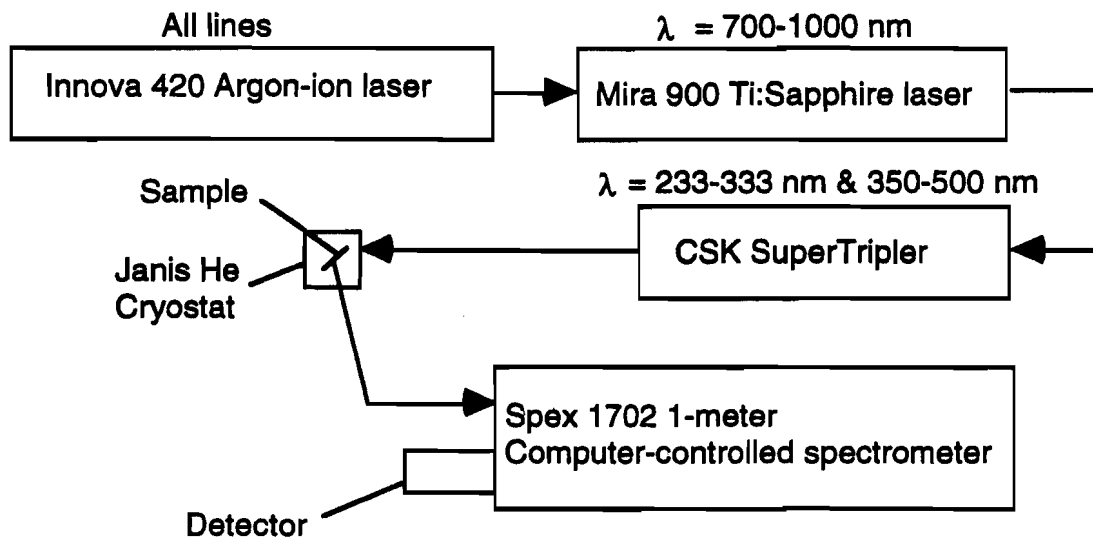 All lines
λ = 700-1000 nm
Innova 420 Argon-ion laser
Mira 900 Ti:Sapphire laser
λ = 233-333 nm & 350-500 nm
Sample
CSK SuperTripler
Janis He
Cryostat
Spex 1702 1-meter
Computer-controlled spectrometer
Detector